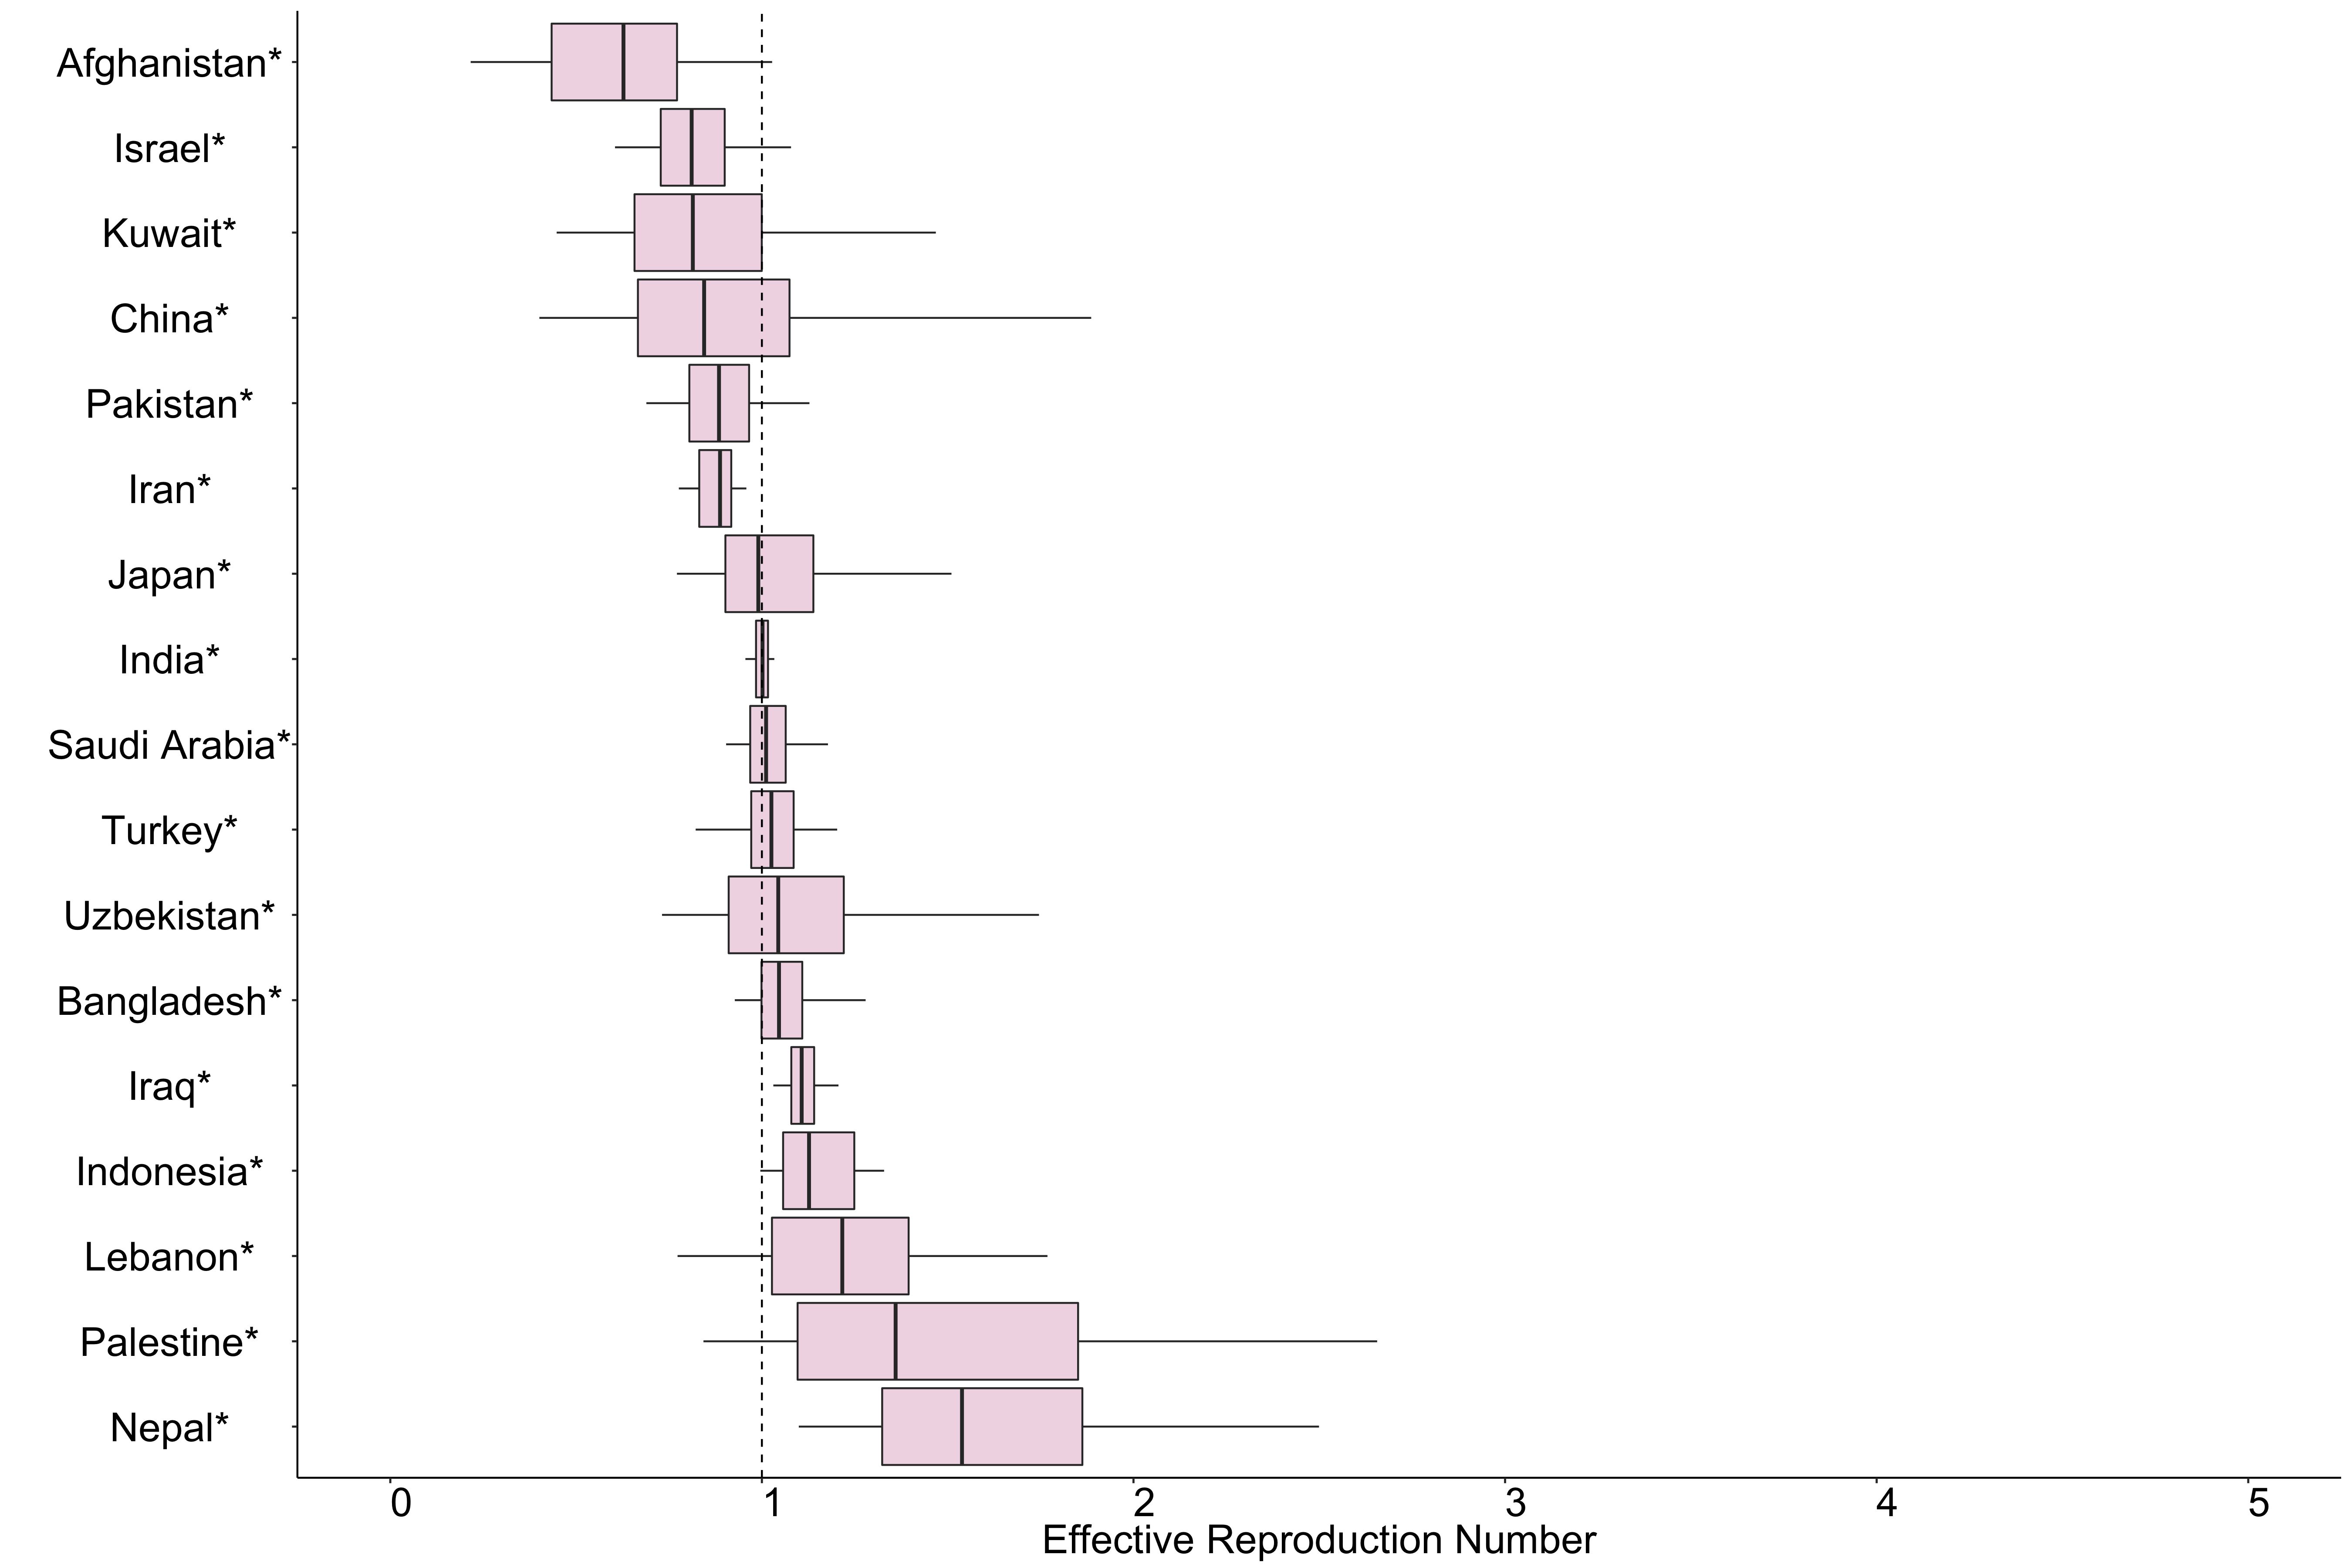 Afghanistan*
Israel*
Kuwait*
China*
Pakistan*
Iran*
Japan*
India*
Saudi Arabia*
Turkey*
Uzbekistan*
Bangladesh*
Iraq*
Indonesia*
Lebanon*
Palestine*
Nepal*
0 1 2 3 4 5
Effective Reproduction Number